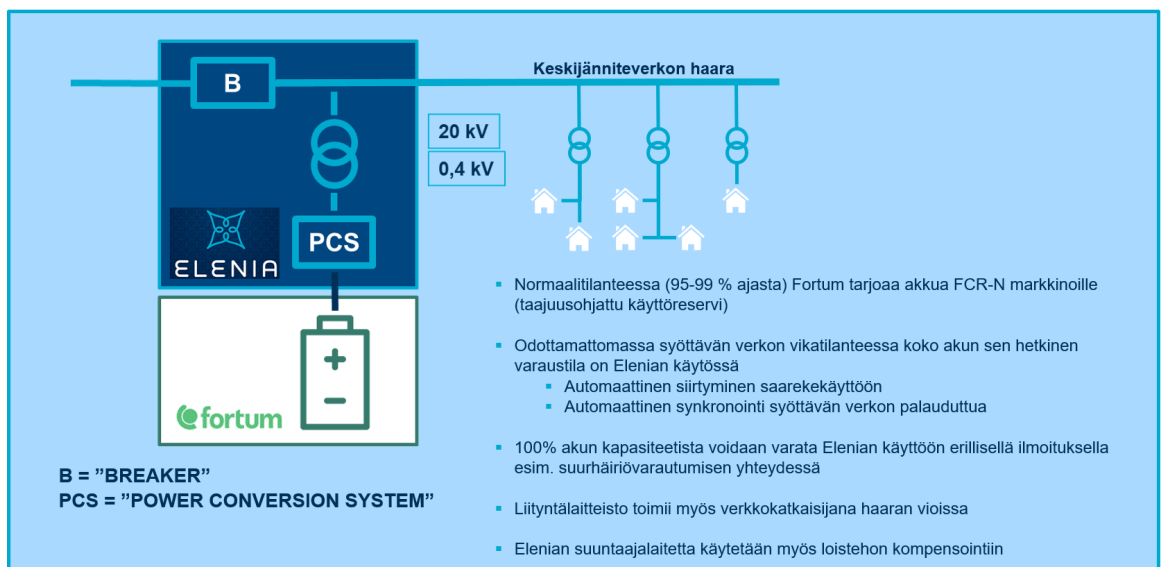 Keskijänniteverkon haara
B
20 kV
0,4 kV
PCS
ELENIA
+
−
fortum
B = ”BREAKER”
PCS = ”POWER CONVERSION SYSTEM”
▪ Normaalitilanteessa (95-99 % ajasta) Fortum tarjoaa akkua FCR-N markkinoille
(taajuusohjattu käyttöreservi)
▪ Odottamattomassa syöttävän verkon vikatilanteessa koko akun sen hetkinen
varaustila on Elenian käytössä
▪ Automaattinen siirtyminen saarekekäyttöön
▪ Automaattinen synkronointi syöttävän verkon palauduttua
▪ 100% akun kapasiteetista voidaan varata Elenian käyttöön erillisellä ilmoituksella
esim. suurhäiriövarautumisen yhteydessä
▪ Liityntälaitteisto toimii myös verkkokatkaisijana haaran vioissa
▪ Elenian suuntaajalaitetta käytetään myös loistehon kompensointiin